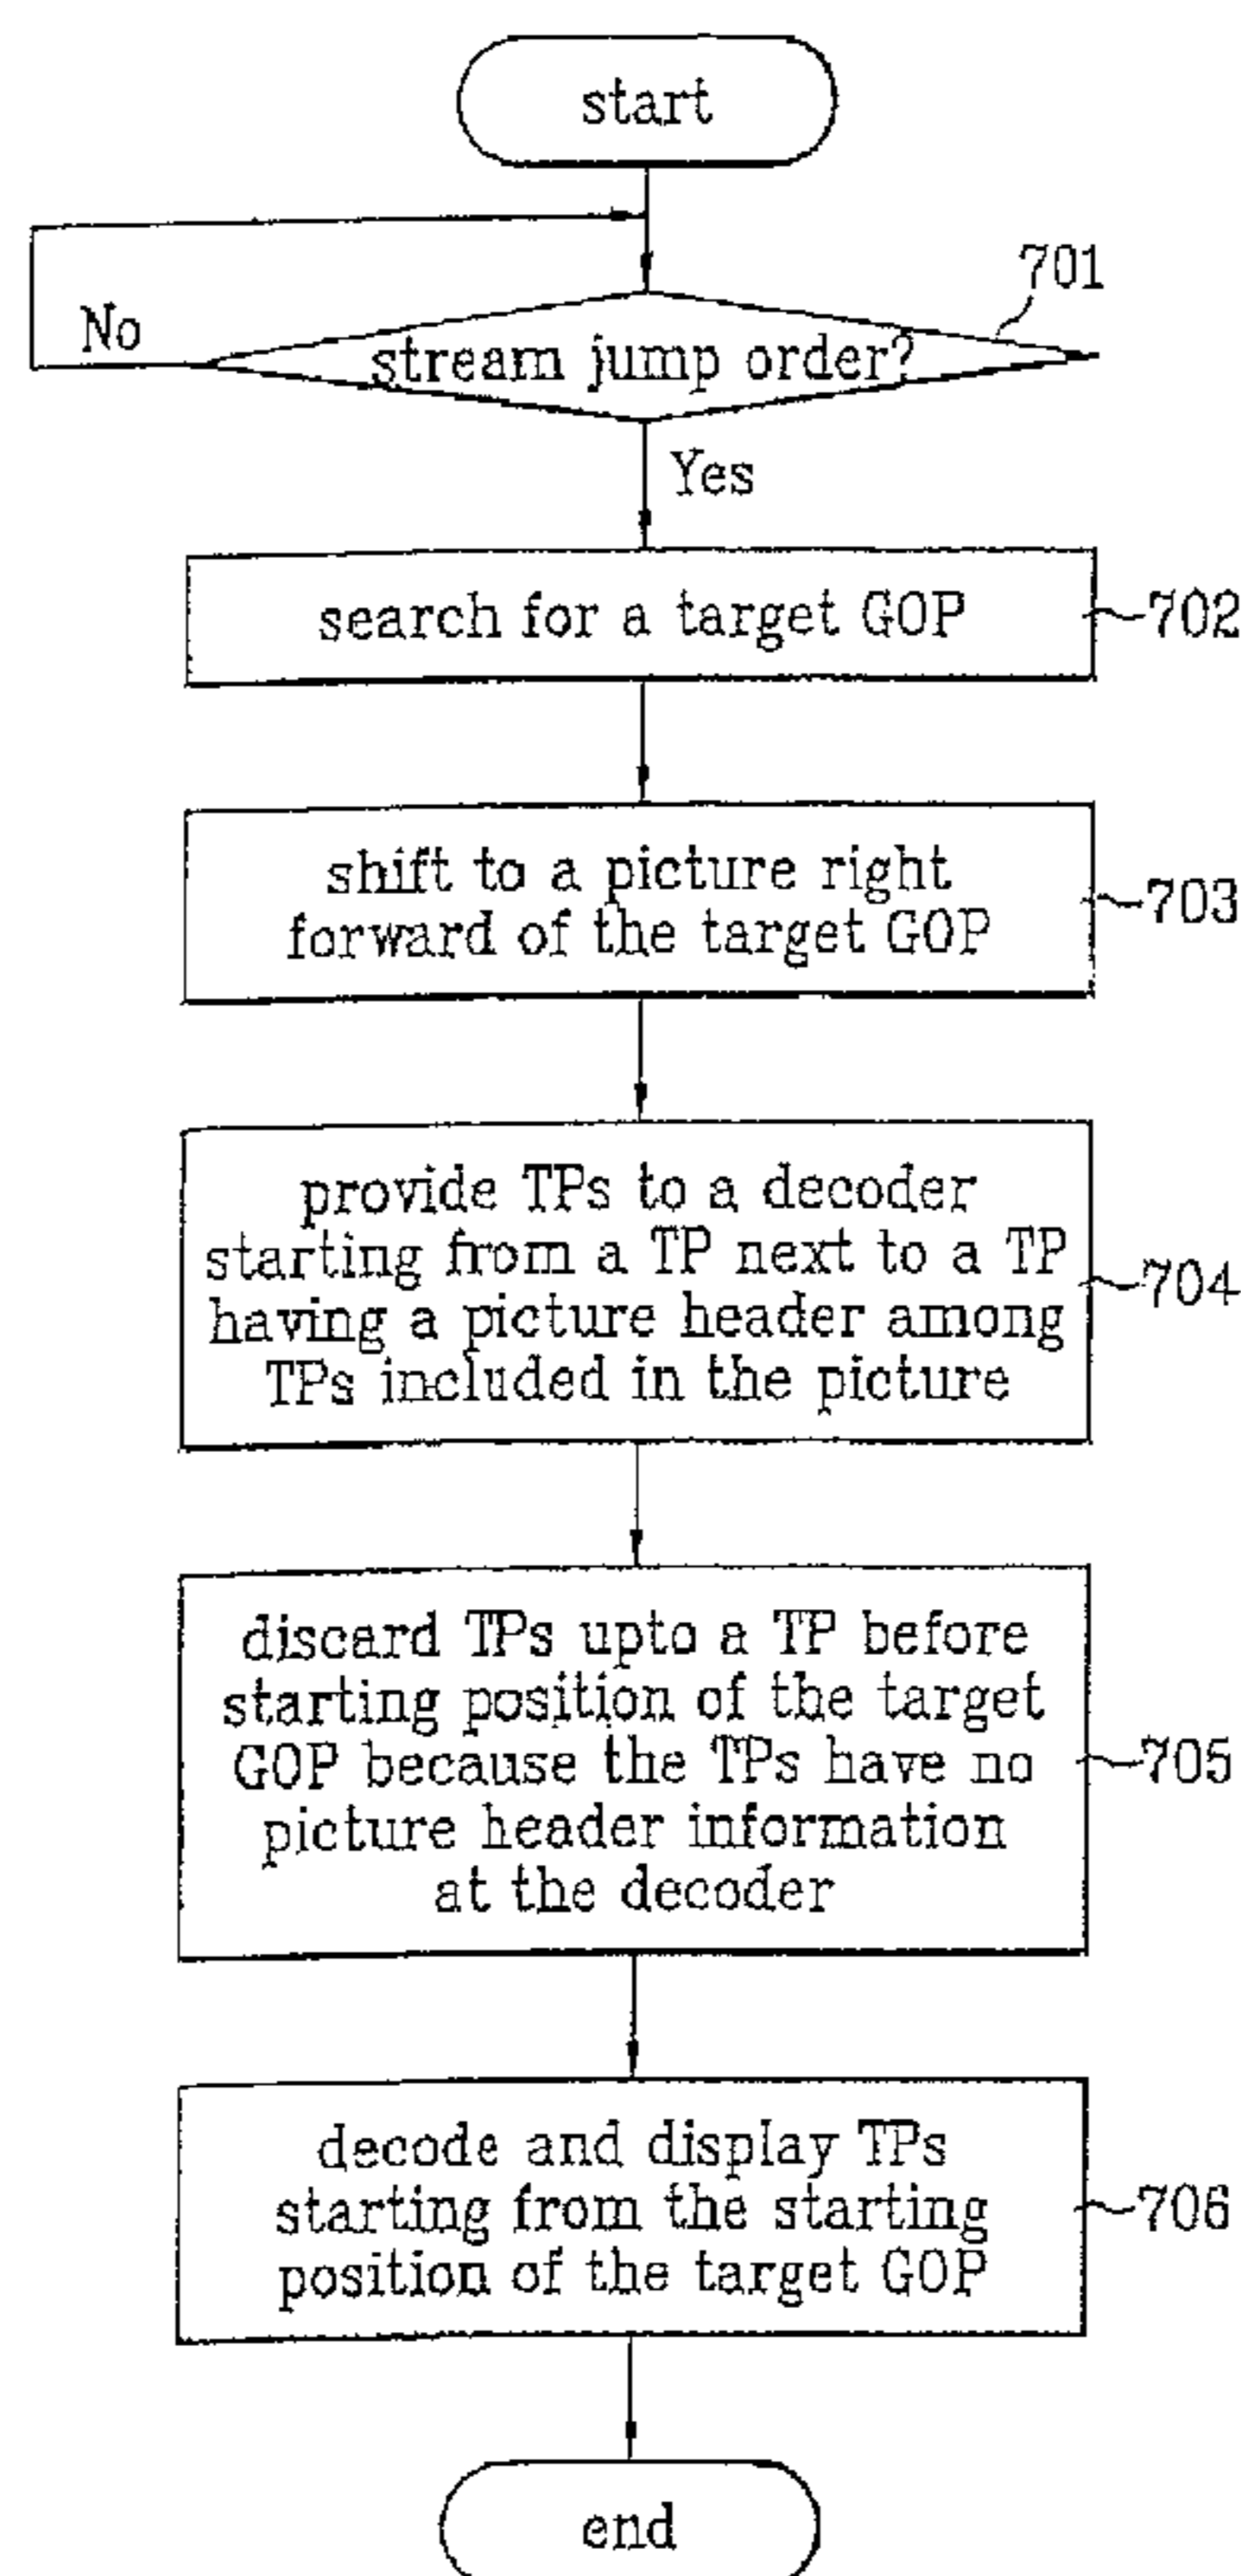 start
701
No
stream jump order?
Yes
search for a target GOP
702
shift to a picture right
forward of the target GOP
703
provide TPs to a decoder
starting from a TP next to a TP
having a picture header among
TPs included in the picture
704
discard TPs upto a TP before
starting position of the target
GOP because the TPs have no
picture header information
at the decoder
705
decode and display TPs
starting from the starting
position of the target GOP
706
end